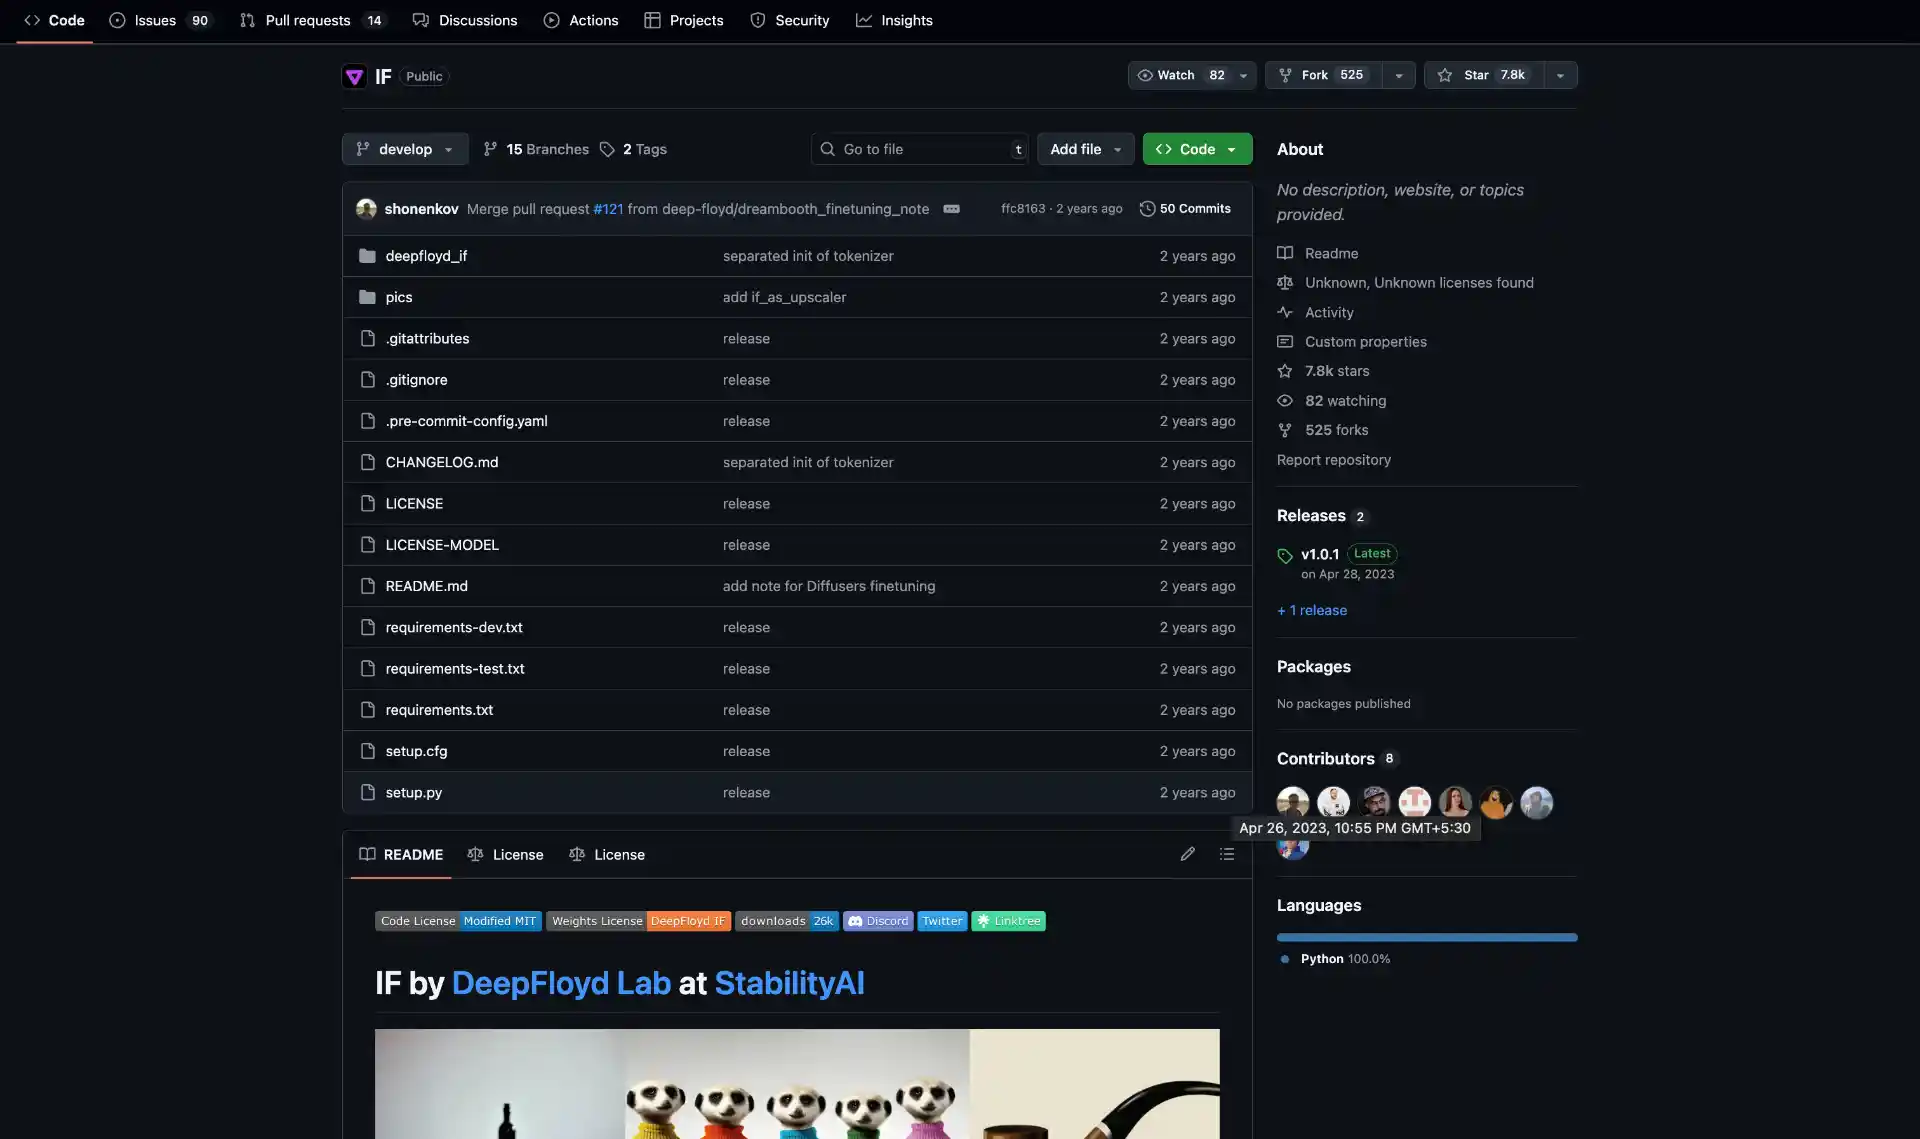 Code Issues 90 Pull requests 14 Discussions Actions Projects Security Insights
IF Public Watch 82 Fork 525 Star 7.8k
develop 15 Branches 2 Tags Go to file t Add file Code
shonenkov Merge pull request #121 from deep-floyd/dreambooth_finetuning_note ffc8163 · 2 years ago 50 Commits
deepfloyd_if separated init of tokenizer 2 years ago
pics add if_as_upscaler 2 years ago
.gitattributes release 2 years ago
.gitignore release 2 years ago
.pre-commit-config.yaml release 2 years ago
CHANGELOG.md separated init of tokenizer 2 years ago
LICENSE release 2 years ago
LICENSE-MODEL release 2 years ago
README.md add note for Diffusers finetuning 2 years ago
requirements-dev.txt release 2 years ago
requirements-test.txt release 2 years ago
requirements.txt release 2 years ago
setup.cfg release 2 years ago
setup.py release 2 years ago
README License License
Code License Modified MIT Weights License DeepFloyd IF downloads 26k Discord Twitter Linktree
IF by DeepFloyd Lab at StabilityAI
About
No description, website, or topics
provided.
Readme
Unknown, Unknown licenses found
Activity
Custom properties
7.8k stars
82 watching
525 forks
Report repository
Releases 2
v1.0.1 Latest
on Apr 28, 2023
+ 1 release
Packages
No packages published
Contributors 8
Apr 26, 2023, 10:55 PM GMT+5:30
Languages
Python 100.0%